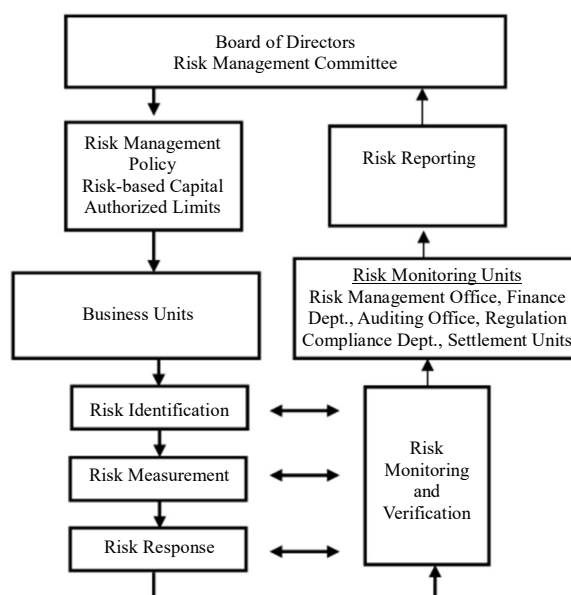 Board of Directors
Risk Management Committee
Risk Management
Policy
Risk-based Capital
Authorized Limits
Risk Reporting
Business Units
Risk Monitoring Units
Risk Management Office, Finance
Dept., Auditing Office, Regulation
Compliance Dept., Settlement Units
Risk Identification
Risk Measurement
Risk Response
Risk
Monitoring
and
Verification